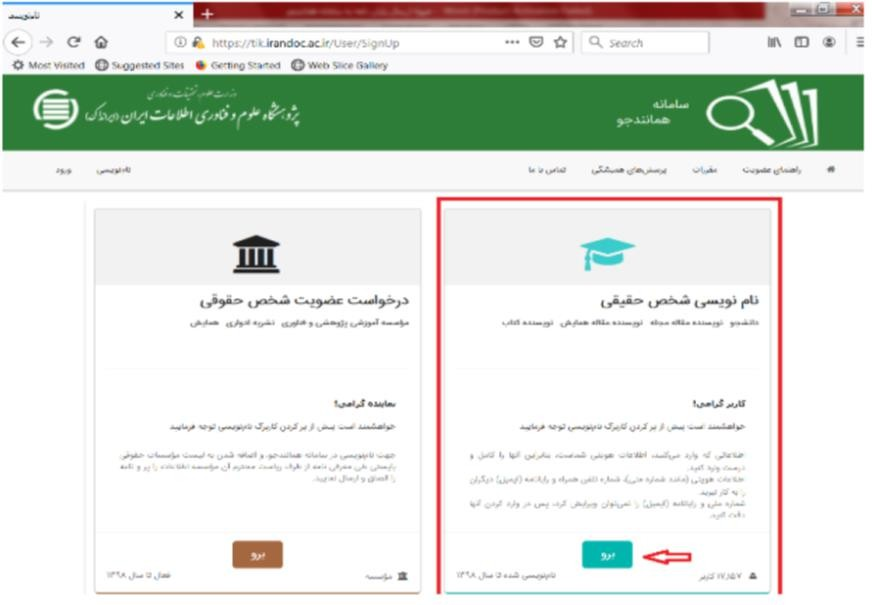 نام‌نویسی
https://tik.irandoc.ac.ir/User/SignUp
Search
Most Visited Suggested Sites Getting Started Web Slice Gallery
وزارت علوم، تحقیقات و فناوری
پژوهشگاه علوم و فناوری اطلاعات ایران (ایرانداک)
سامانه
همانندجو
راهنمای عضویت مقررات پرسش‌های همیشگی تماس با ما نام‌نویسی ورود
نام نویسی شخص حقیقی
دانشجو نویسنده مقاله مجله نویسنده مقاله همایش نویسنده کتاب
کاربر گرامی!
خواهشمند است پیش از پر کردن کاربرگ نام‌نویسی توجه فرمایید
اطلاعاتی که وارد می‌کنید، اطلاعات هویتی شماست، بنابراین آنها را کامل و
درست وارد کنید.
اطلاعات هویتی (مانند شماره ملی)، شماره تلفن همراه و رایانامه (ایمیل) دیگران
را به کار نبرید.
شماره ملی و رایانامه (ایمیل) را نمی‌توان ویرایش کرد، پس در وارد کردن آنها
دقت کنید.
برو
۱۷,۱۵۷ کاربر نام‌نویسی شده تا سال ۱۳۹۸
درخواست عضویت شخص حقوقی
مؤسسه آموزشی پژوهشی و فناوری نشریه ادواری همایش
نماینده گرامی!
خواهشمند است پیش از پر کردن کاربرگ نام‌نویسی توجه فرمایید
جهت نام‌نویسی در سامانه همانندجو، و اضافه شدن به لیست مؤسسات حقوقی
بایستی طی معرفی نامه از طرف ریاست محترم آن مؤسسه اطلاعات را پر و نامه
را الصاق و ارسال نمایید.
برو
مؤسسه فعال تا سال ۱۳۹۸